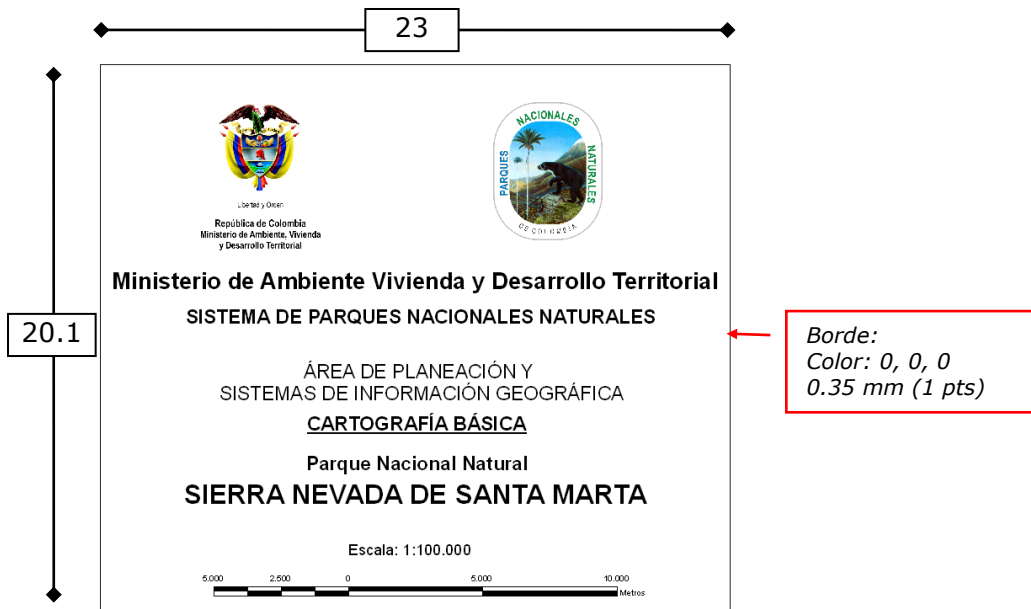 23
20.1
PARQUES NACIONALES NATURALES
DE COLOMBIA
Libertad y Orden
República de Colombia
Ministerio de Ambiente, Vivienda
y Desarrollo Territorial
Ministerio de Ambiente Vivienda y Desarrollo Territorial
SISTEMA DE PARQUES NACIONALES NATURALES
ÁREA DE PLANEACIÓN Y
SISTEMAS DE INFORMACIÓN GEOGRÁFICA
CARTOGRAFÍA BÁSICA
Parque Nacional Natural
SIERRA NEVADA DE SANTA MARTA
Escala: 1:100.000
5.000 2.500 0 5.000 10.000
Metros
Borde:
Color: 0, 0, 0
0.35 mm (1 pts)